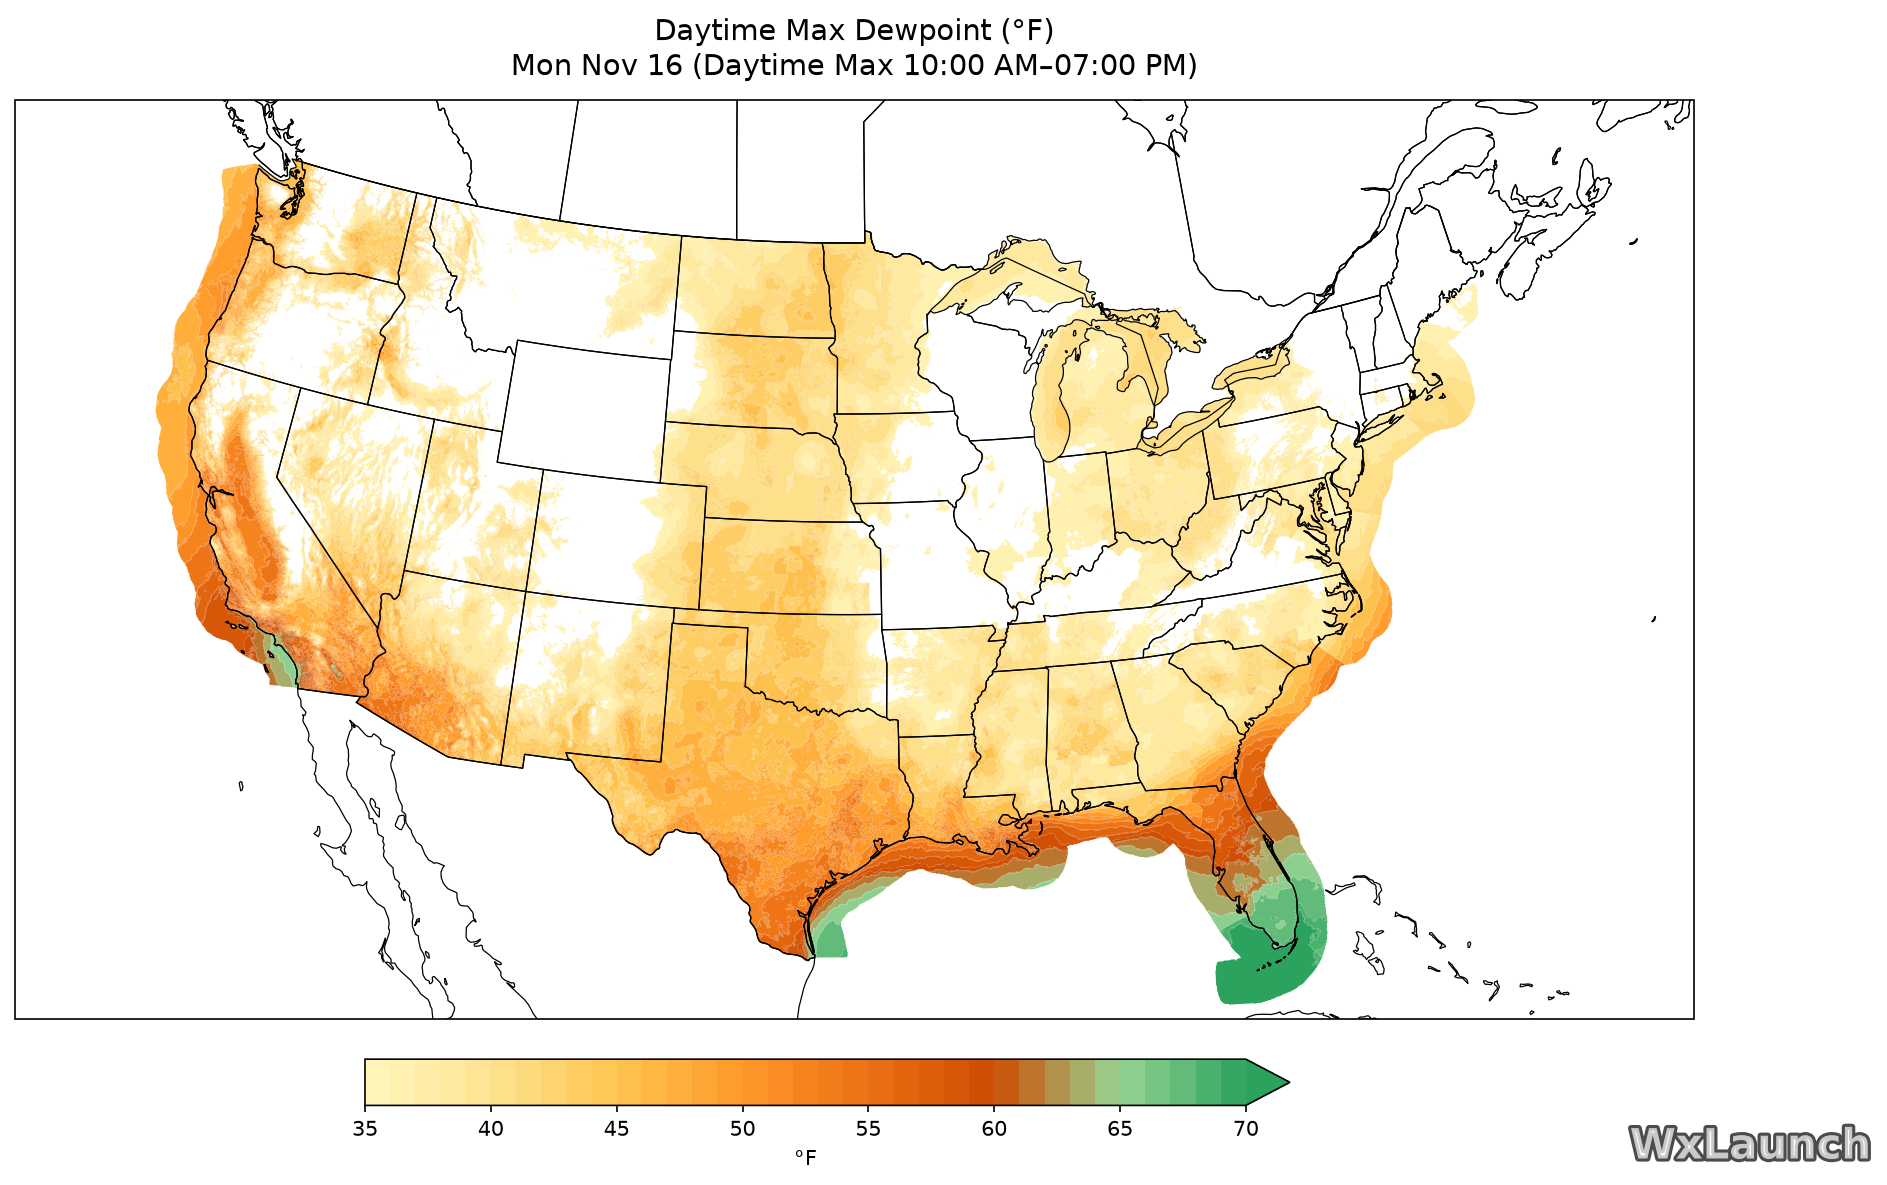 Daytime Max Dewpoint (°F)
Mon Nov 16 (Daytime Max 10:00 AM–07:00 PM)
35 40 45 50 55 60 65 70
°F
WxLaunch